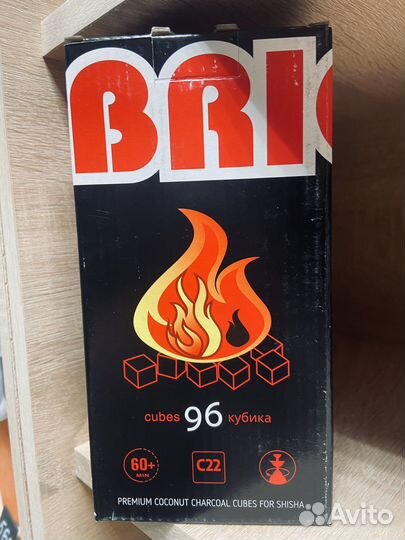 BRI
cubes 96 кубика
60+ C22
MIN
PREMIUM COCONUT CHARCOAL CUBES FOR SHISHA
Avito